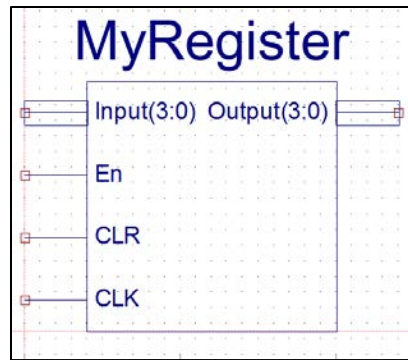 MyRegister
Input(3:0) Output(3:0)
En
CLR
CLK